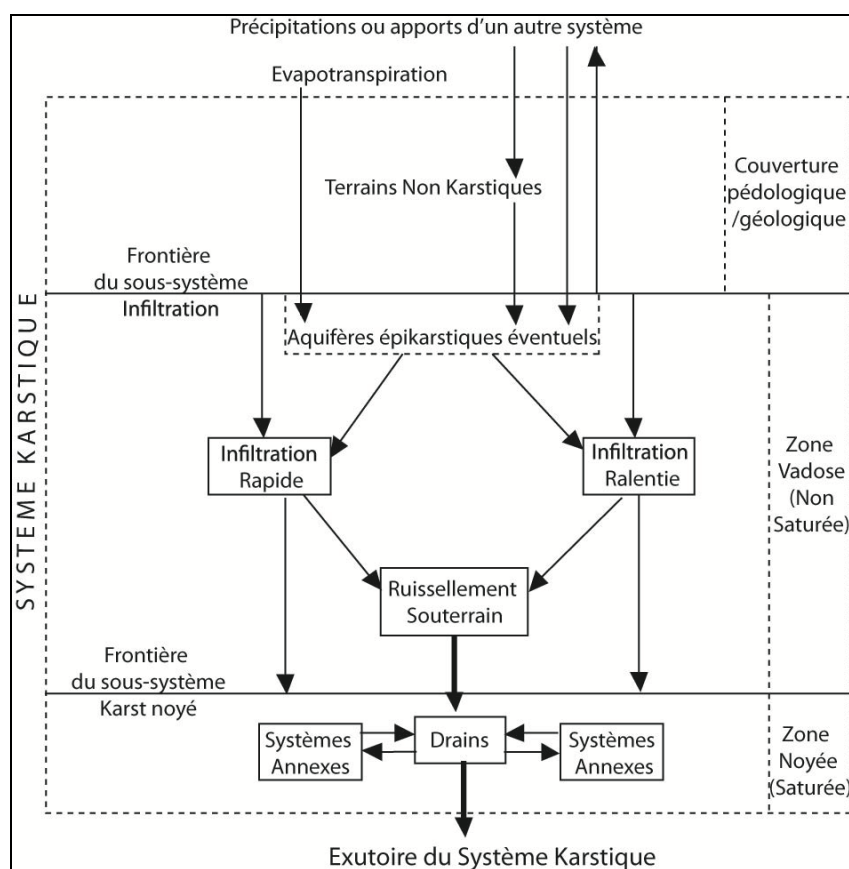 Précipitations ou apports d'un autre système
Evapotranspiration
Terrains Non Karstiques
Couverture
pédologique
/géologique
Frontière
du sous-système
Infiltration
SYSTEME KARSTIQUE
Aquifères épikarstiques éventuels
Infiltration
Rapide
Infiltration
Ralentie
Zone
Vadose
(Non
Saturée)
Ruissellement
Souterrain
Frontière
du sous-système
Karst noyé
Systèmes
Annexes
Drains
Systèmes
Annexes
Zone
Noyée
(Saturée)
Exutoire du Système Karstique